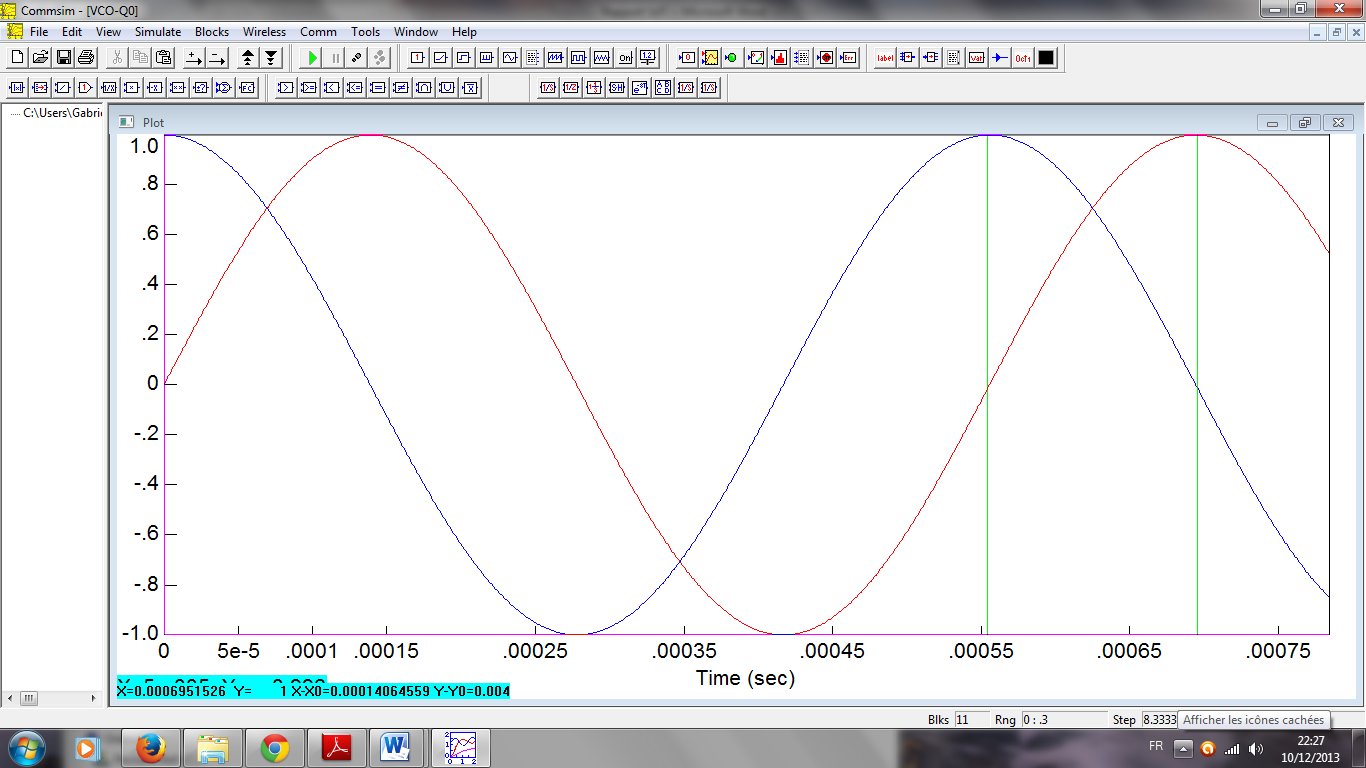 Commsim - [VCO-Q0]
File Edit View Simulate Blocks Wireless Comm Tools Window Help
label var
C:\Users\Gabrie
Plot
1.0
.8
.6
.4
.2
0
-.2
-.4
-.6
-.8
-1.0
0 5e-5 .0001 .00015 .00025 .00035 .00045 .00055 .00065 .00075
Time (sec)
X=0.0006951526 Y= 1 X-X0=0.00014064559 Y-Y0=0.004
Blks 11 Rng 0 : .3 Step 8.3333 Afficher les icônes cachées
FR 22:27
10/12/2013